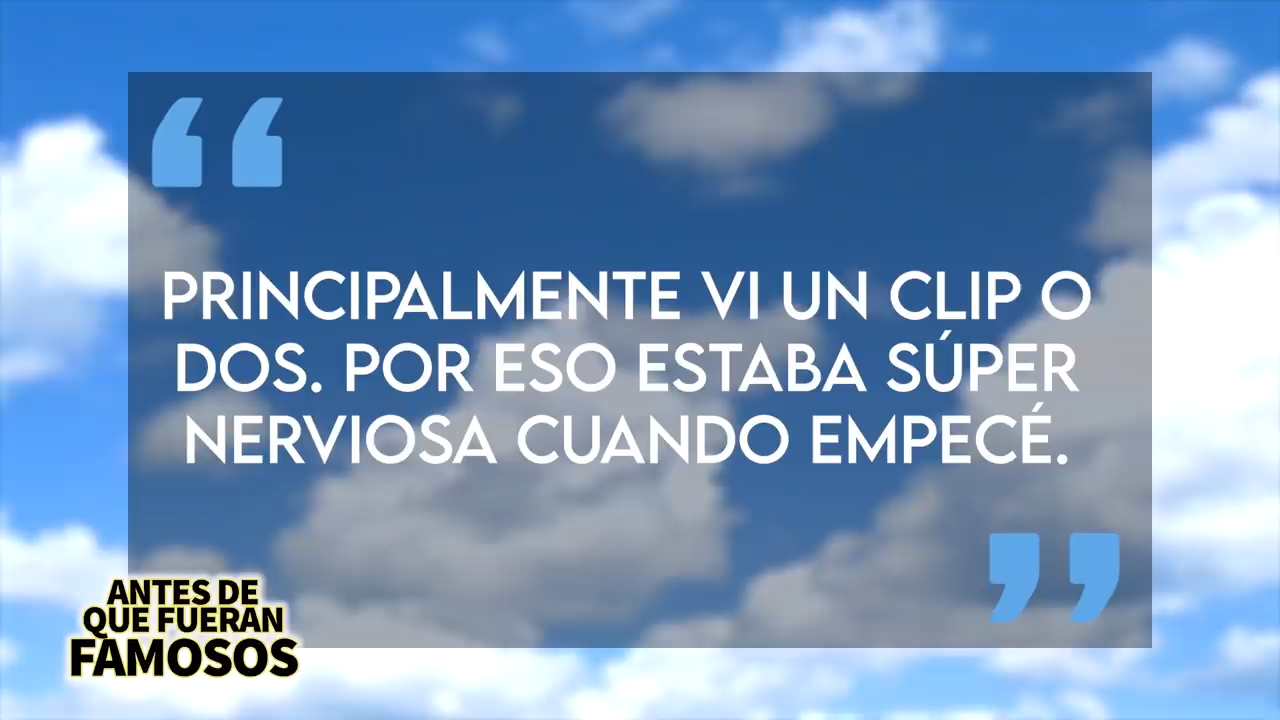 PRINCIPALMENTE VI UN CLIP O
DOS. POR ESO ESTABA SÚPER
NERVIOSA CUANDO EMPECÉ.
ANTES DE
QUE FUERAN
FAMOSOS